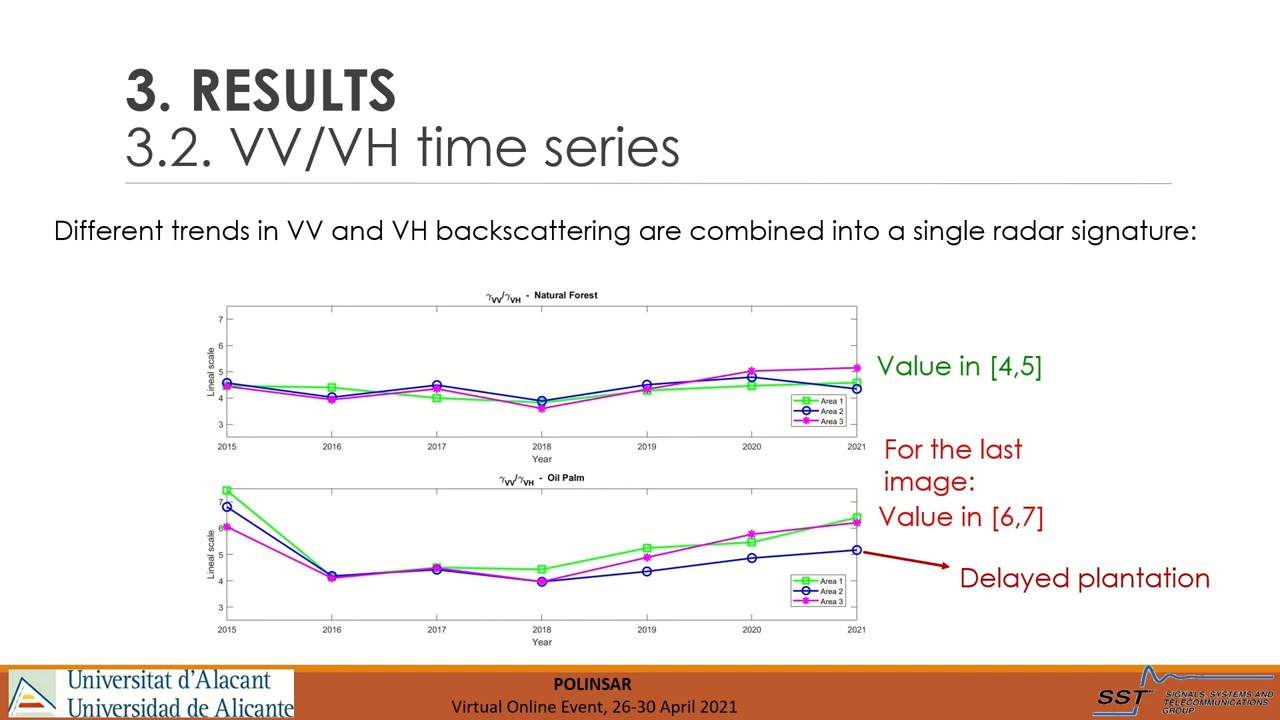 3. RESULTS
3.2. VV/VH time series
Different trends in VV and VH backscattering are combined into a single radar signature:
γVV/γVH - Natural Forest
Lineal scale
7
6
5
4
3
2015 2016 2017 2018 2019 2020 2021
Year
Area 1
Area 2
Area 3
Value in [4,5]
γVV/γVH - Oil Palm
Lineal scale
7
6
5
4
3
2015 2016 2017 2018 2019 2020 2021
Year
Area 1
Area 2
Area 3
For the last
image:
Value in [6,7]
Delayed plantation
Universitat d'Alacant
Universidad de Alicante
POLINSAR
Virtual Online Event, 26-30 April 2021
SST
SIGNALS, SYSTEMS AND
TELECOMMUNICATIONS
GROUP